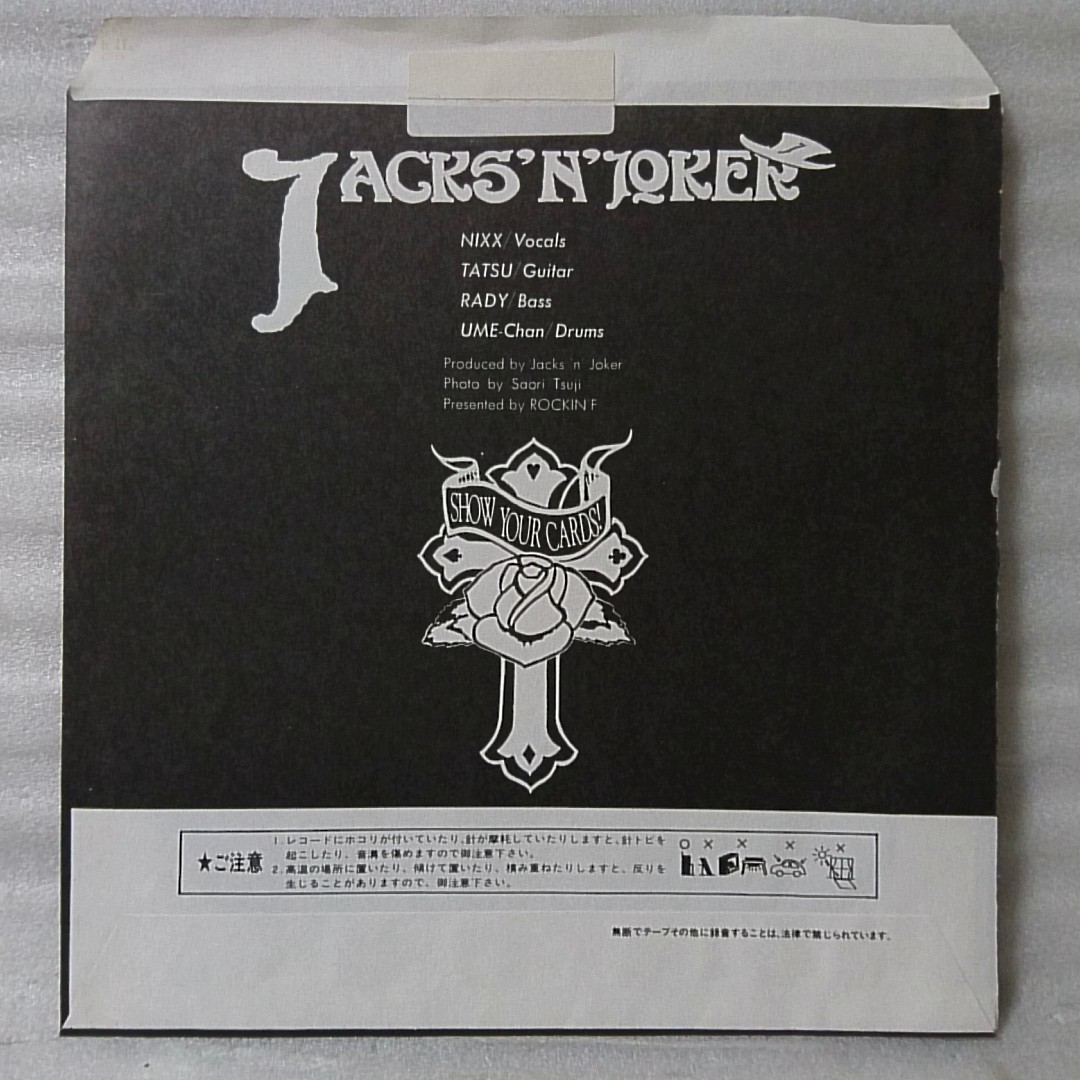 JACKS'N'JOKER
NIXX/Vocals
TATSU/Guitar
RADY/Bass
UME-Chan/Drums
Produced by Jacks 'n' Joker
Photo by Saori Tsuji
Presented by ROCKIN F
SHOW YOUR CARDS!
★ご注意
1.レコードにホコリが付いていたり、針が摩耗していたりしますと、針トビを
起こしたり、音溝を傷めますので御注意下さい。
2.高温の場所に置いたり、傾けて置いたり、積み重ねたりしますと、反りを
生じることがありますので、御注意下さい。
○ × × × ×
無断でテープその他に録音することは、法律で禁じられています。